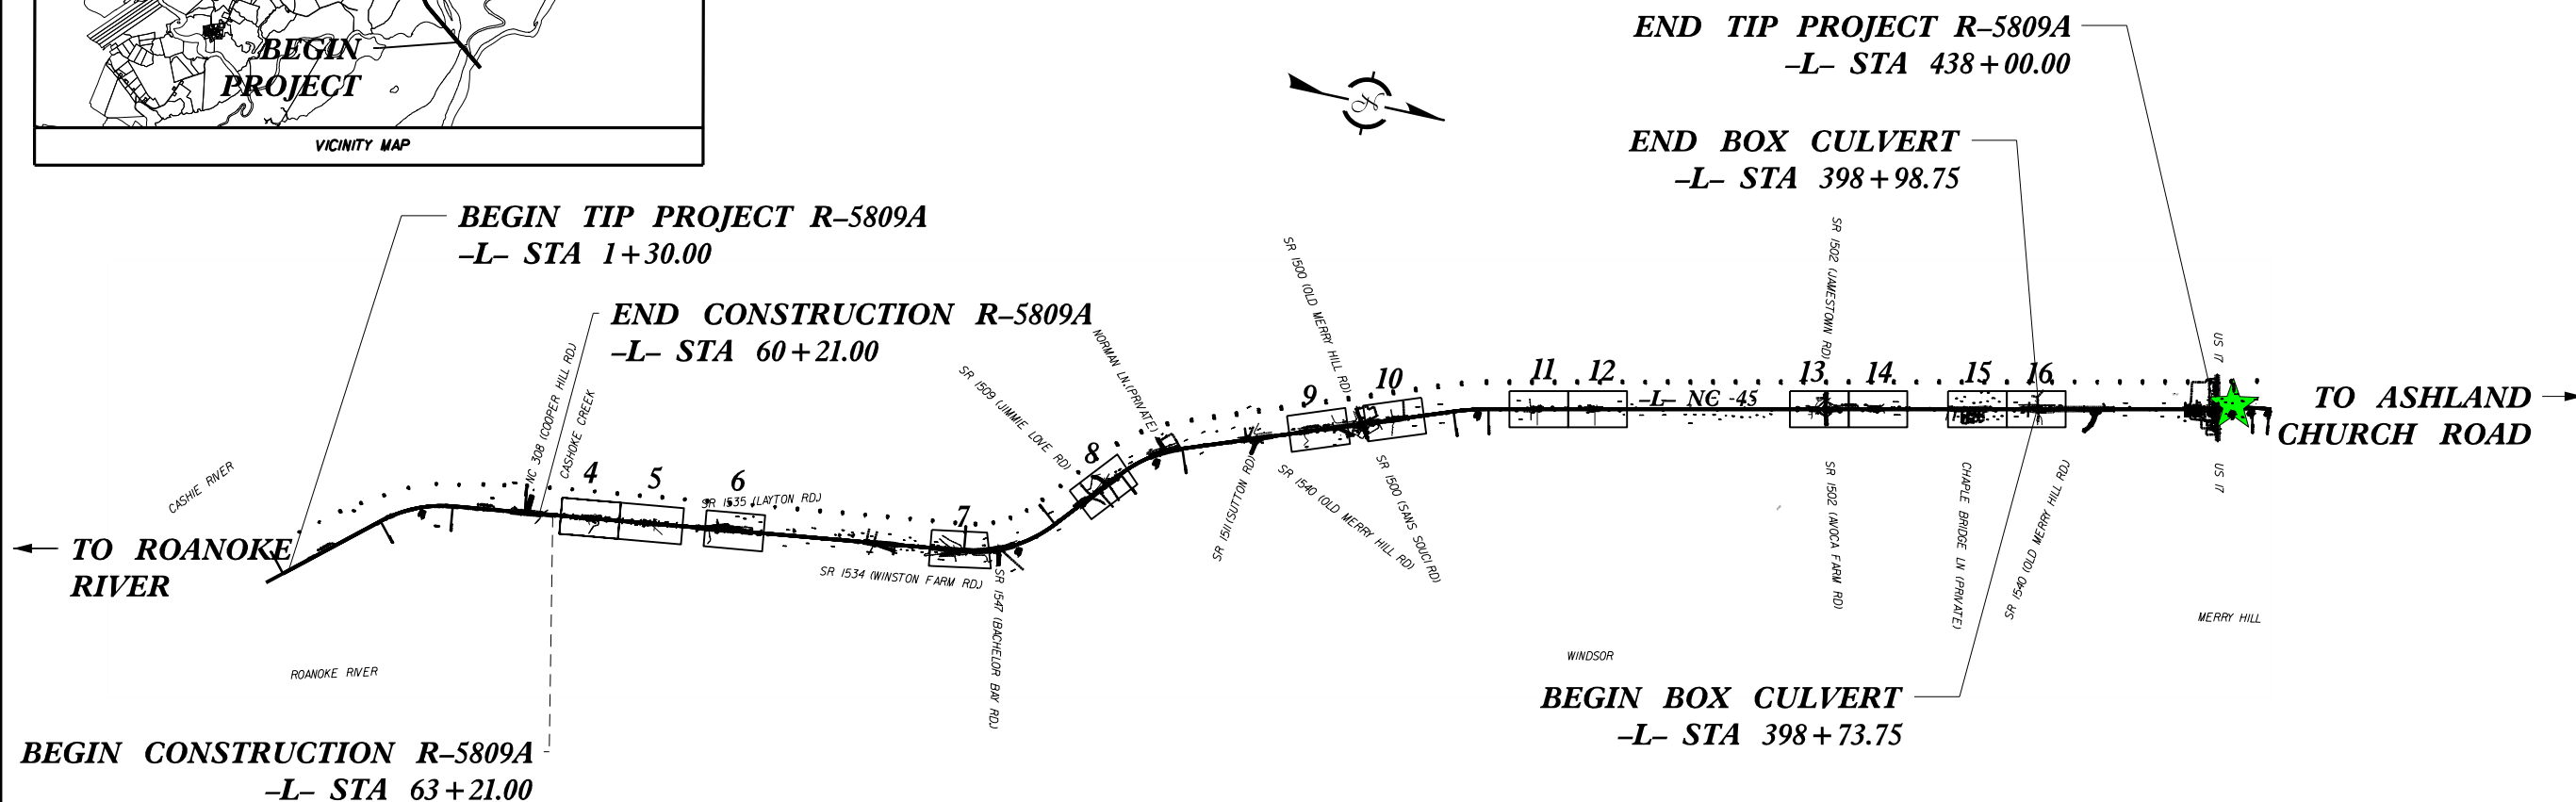 BEGIN
PROJECT
VICINITY MAP
END TIP PROJECT R–5809A
–L– STA 438+00.00
END BOX CULVERT
–L– STA 398+98.75
BEGIN TIP PROJECT R–5809A
–L– STA 1+30.00
END CONSTRUCTION R–5809A
–L– STA 60+21.00
N
CASHIE RIVER
NC 308 (COOPER HILL RD.)
CASHOKE CREEK
SR 1509 (JIMMIE LOVE RD)
NORMAN LN.(PRIVATE)
SR 1500 (OLD MERRY HILL RD)
SR 1502 (JAMESTOWN RD)
US 17
4
5
6
7
8
9
10
11
12
13
14
15
16
–L– NC -45
TO ASHLAND
CHURCH ROAD
TO ROANOKE
RIVER
SR 1535 (LAYTON RD.)
SR 1534 (WINSTON FARM RD.)
SR 1547 (BACHELOR BAY RD.)
SR 1511 (SUTTON RD)
SR 1540 (OLD MERRY HILL RD)
SR 1500 (SANS SOUCI RD)
SR 1502 (AVOCA FARM RD)
CHAPLE BRIDGE LN (PRIVATE)
SR 1540 (OLD MERRY HILL RD.)
US 17
MERRY HILL
WINDSOR
ROANOKE RIVER
BEGIN BOX CULVERT
–L– STA 398+73.75
BEGIN CONSTRUCTION R–5809A
–L– STA 63+21.00